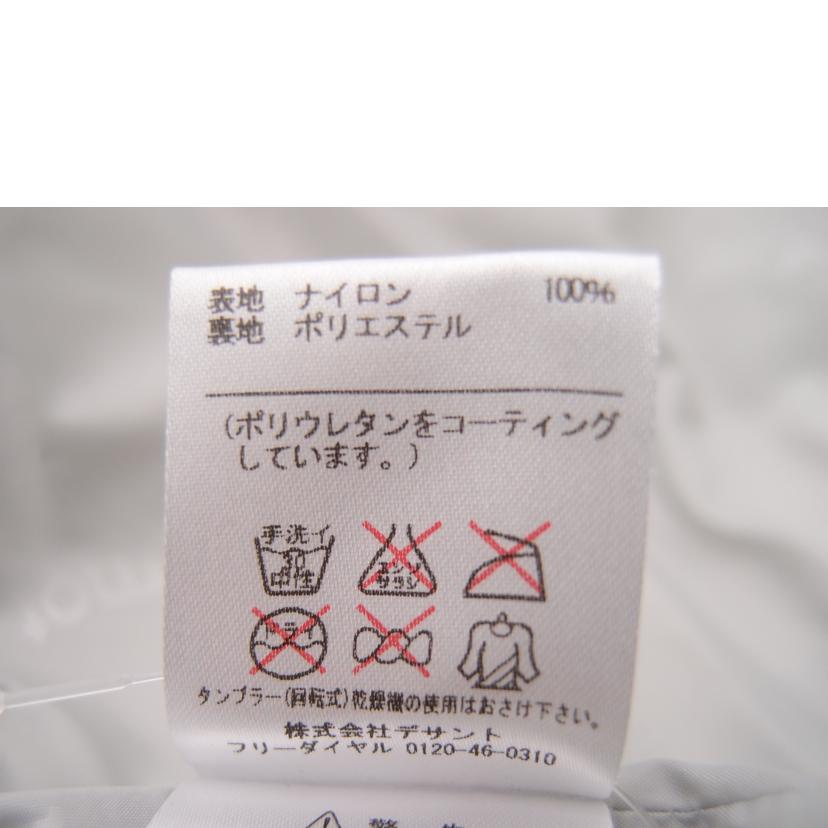 表地 ナイロン 100%
裏地 ポリエステル
(ポリウレタンをコーティング
しています。)
手洗イ
30
中性
エンソ
サラシ
ドライ
タンブラー(回転式)乾燥機の使用はおさけ下さい。
株式会社デサント
フリーダイヤル 0120-46-0310